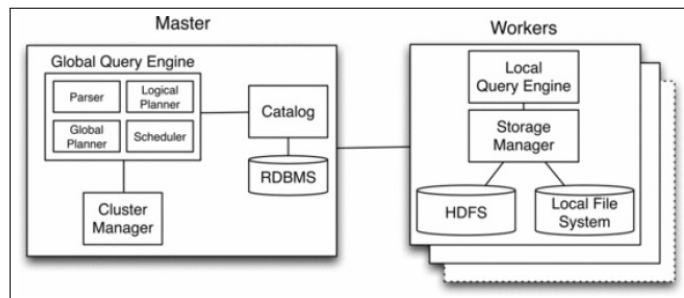 Master
Workers
Global Query Engine
Parser
Logical
Planner
Global
Planner
Scheduler
Catalog
RDBMS
Cluster
Manager
Local
Query Engine
Storage
Manager
HDFS
Local File
System